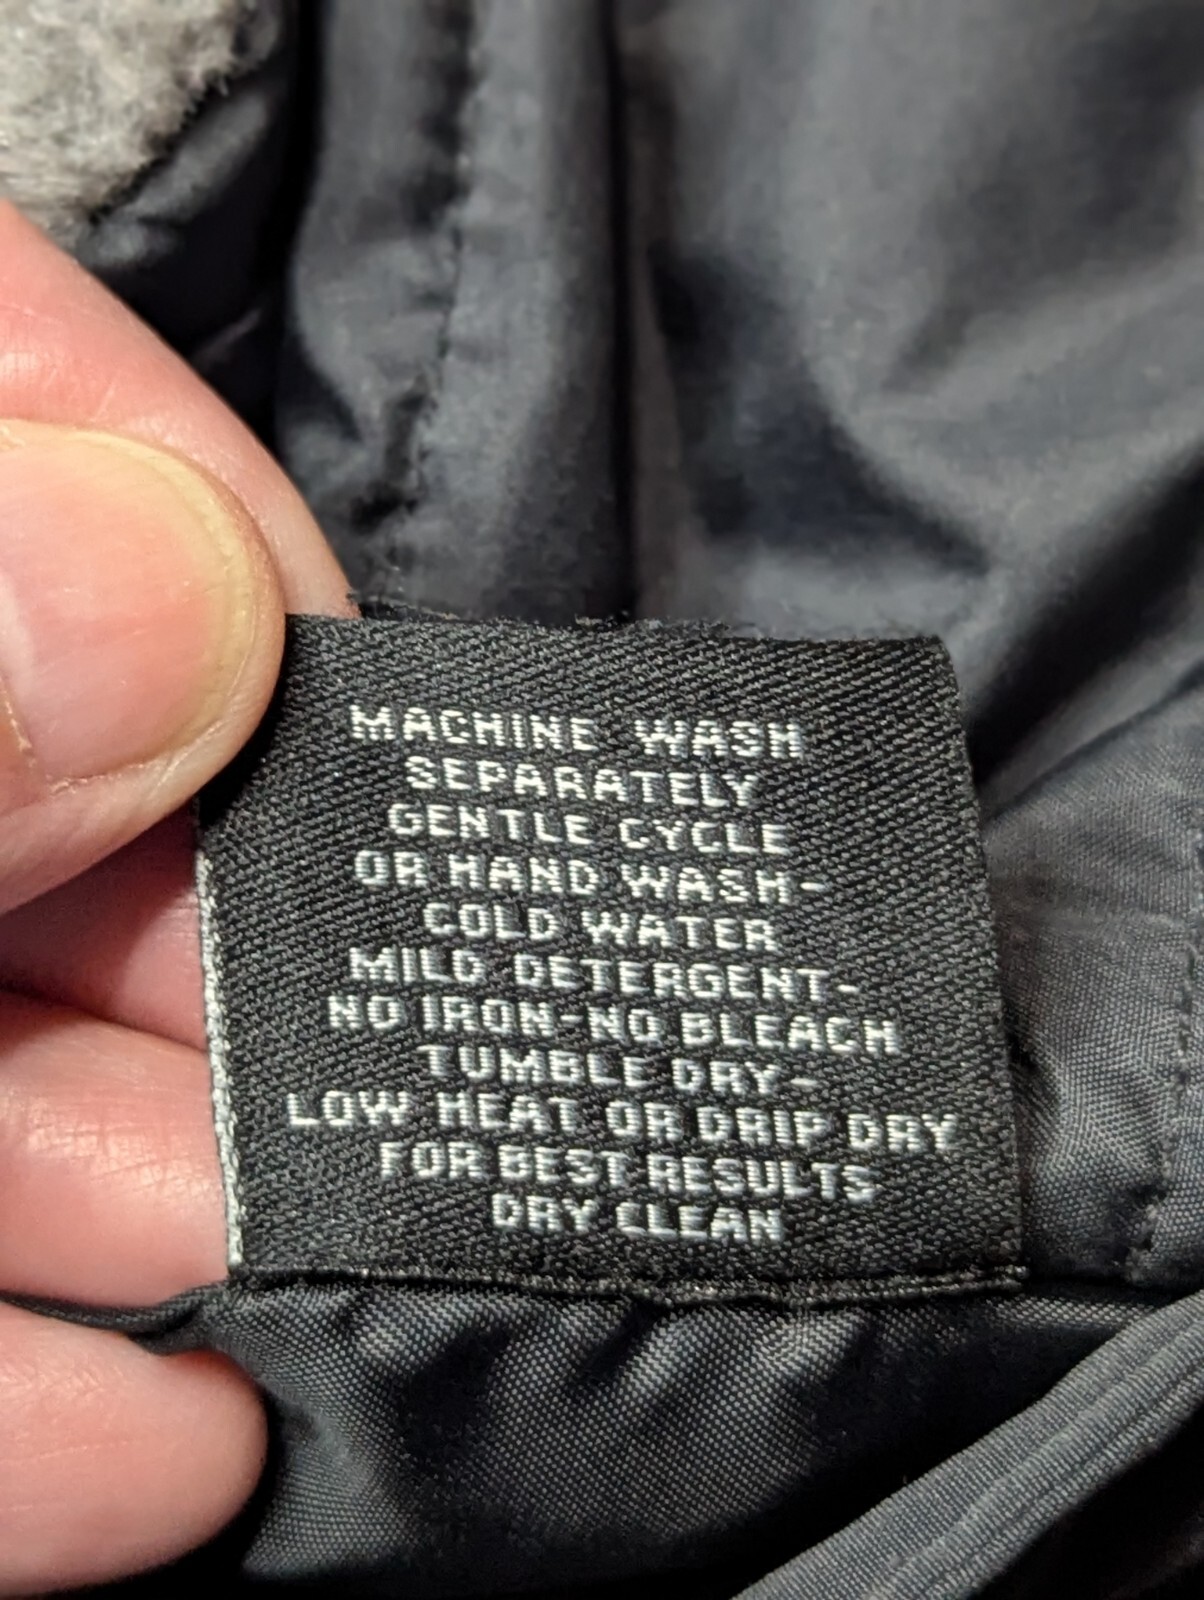 MACHINE WASH
SEPARATELY
GENTLE CYCLE
OR HAND WASH-
COLD WATER
MILD DETERGENT-
NO IRON-NO BLEACH
TUMBLE DRY-
LOW HEAT OR DRIP DRY
FOR BEST RESULTS
DRY CLEAN